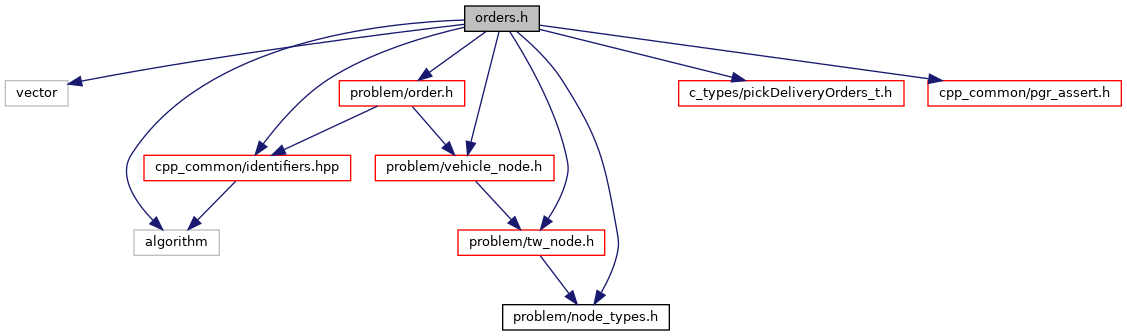 orders.h
vector
problem/order.h
c_types/pickDeliveryOrders_t.h
cpp_common/pgr_assert.h
cpp_common/identifiers.hpp
problem/vehicle_node.h
algorithm
problem/tw_node.h
problem/node_types.h